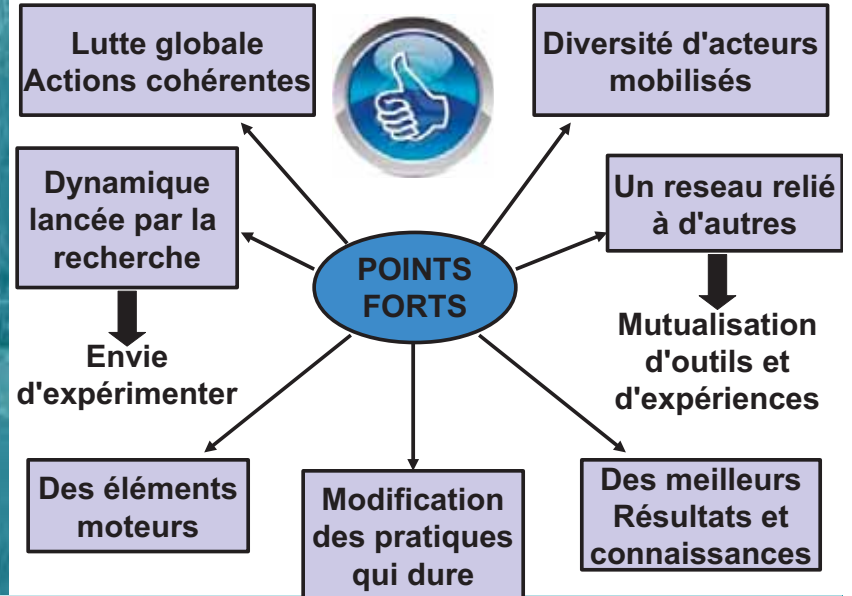 Lutte globale
Actions cohérentes
Diversité d'acteurs
mobilisés
Dynamique
lancée par la
recherche
Un reseau relié
à d'autres
POINTS
FORTS
Envie
d'expérimenter
Mutualisation
d'outils et
d'expériences
Des éléments
moteurs
Modification
des pratiques
qui dure
Des meilleurs
Résultats et
connaissances